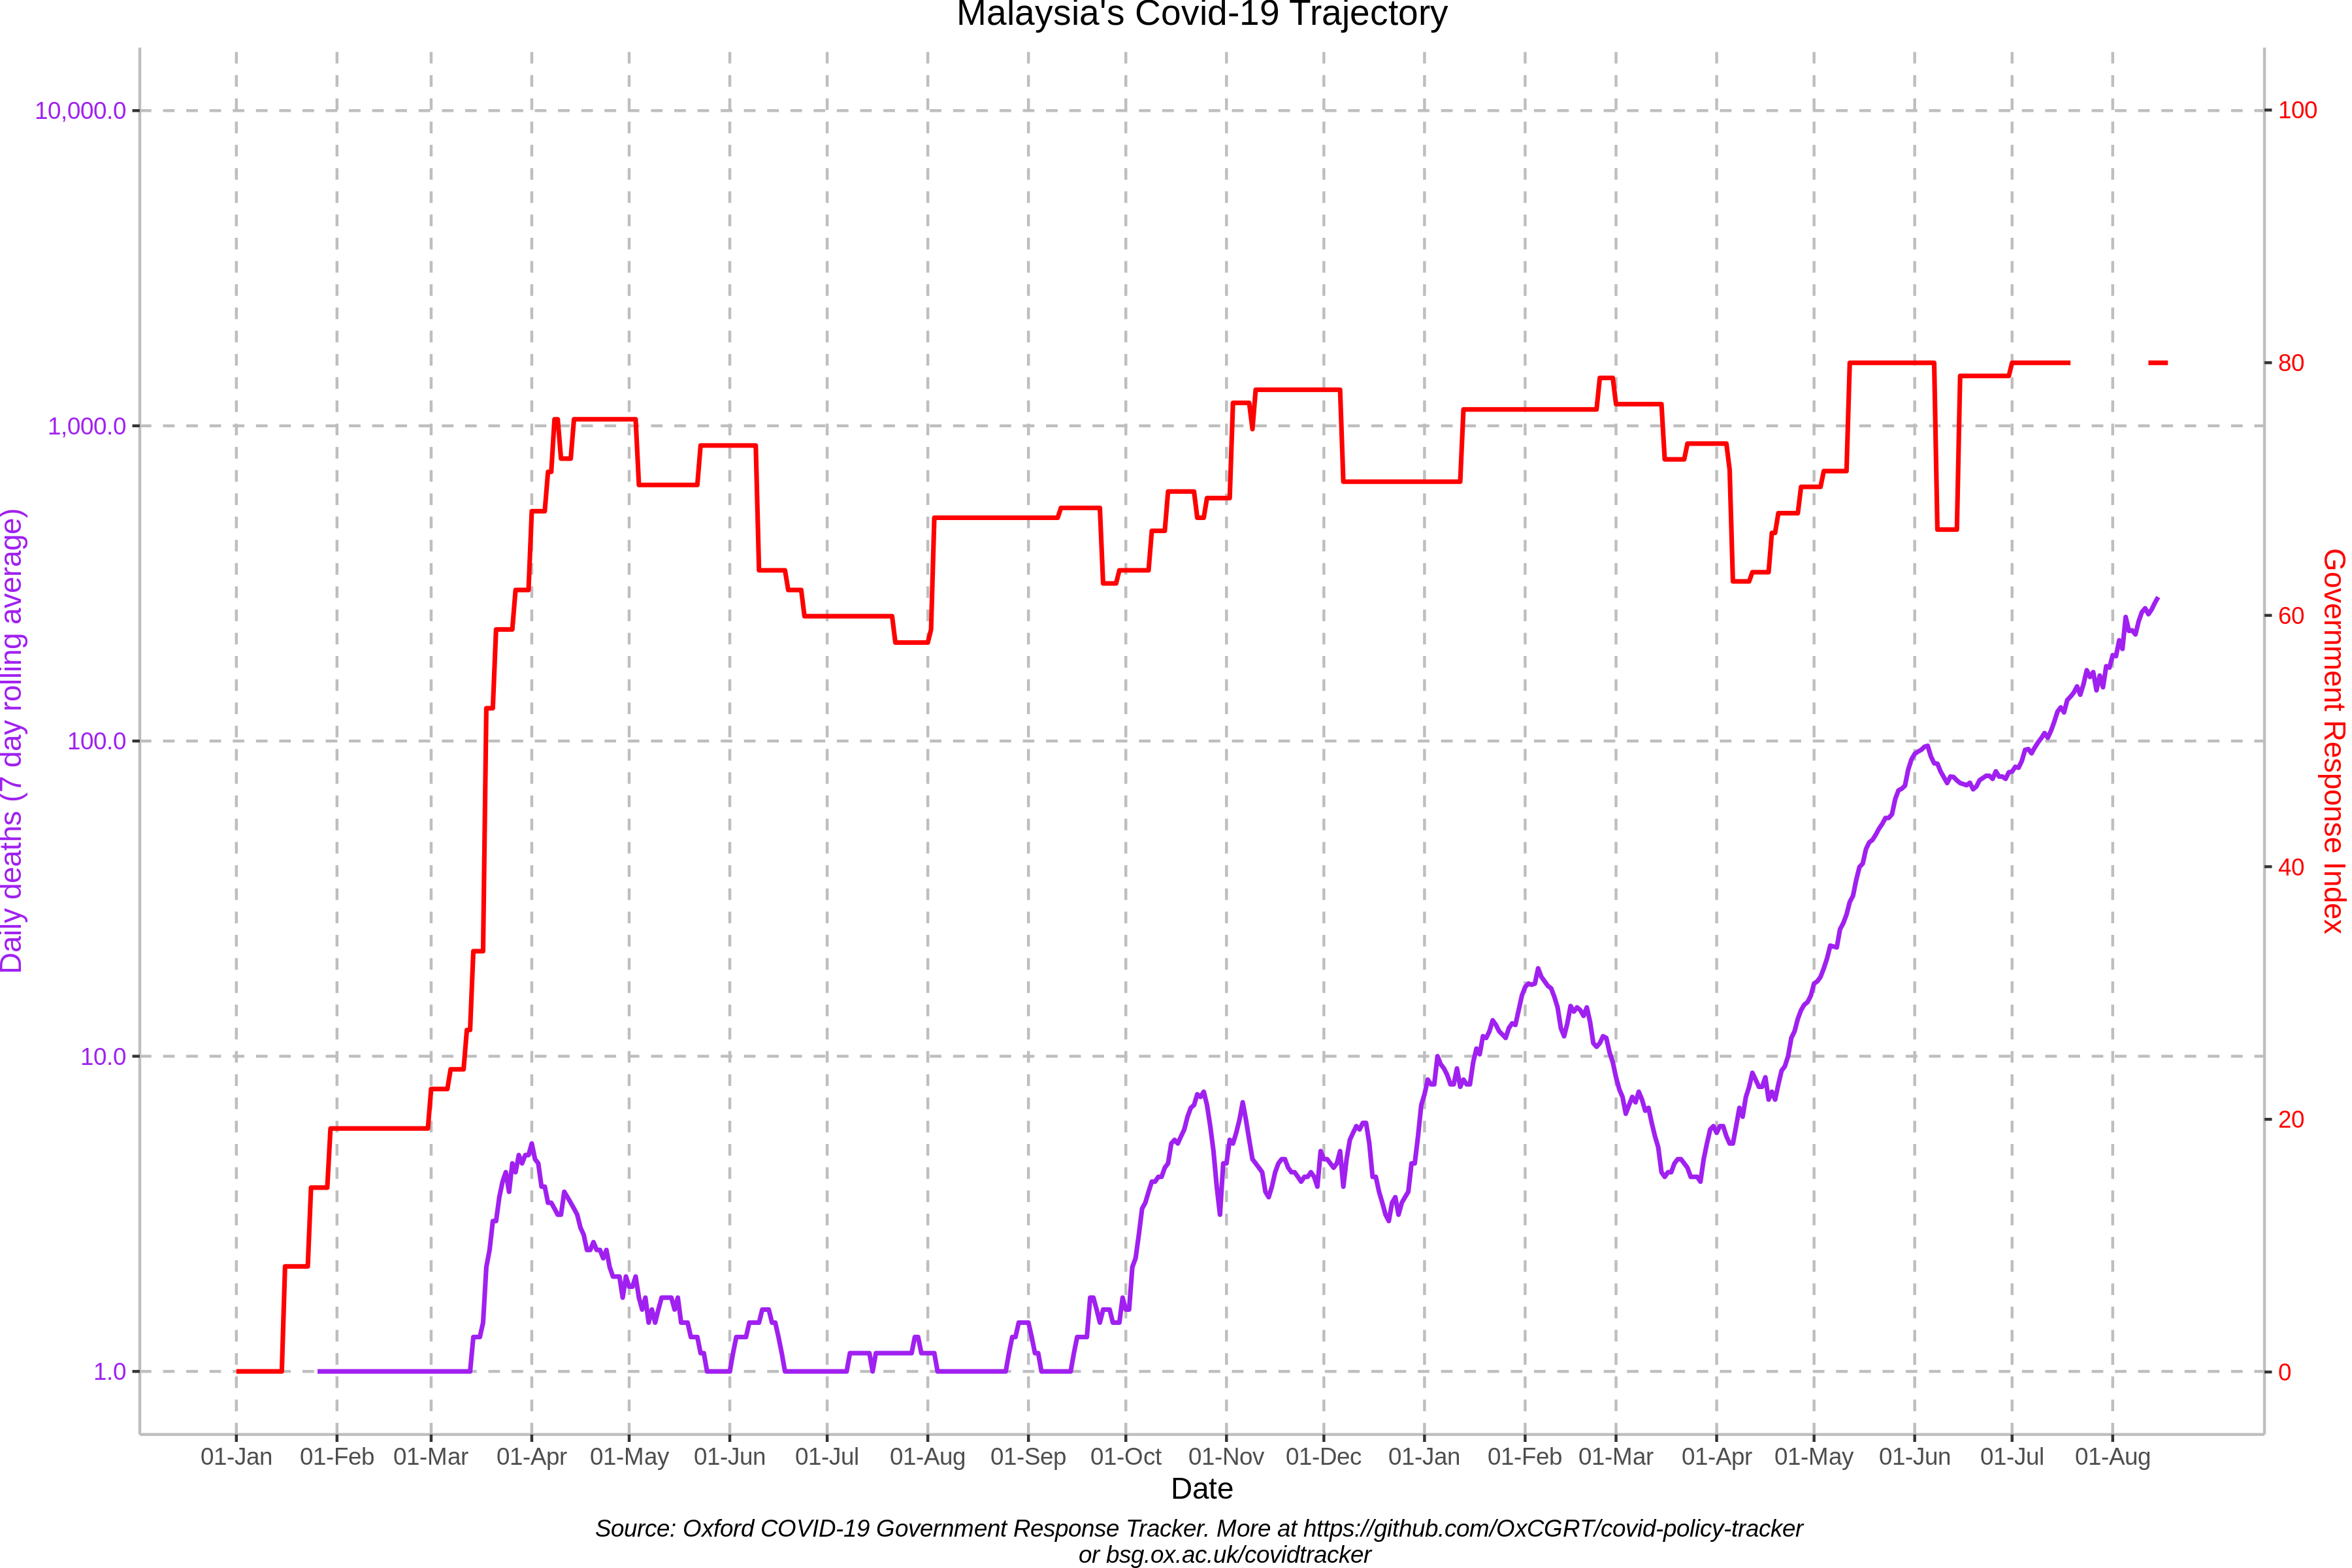 Malaysia's Covid-19 Trajectory
10,000.0
1,000.0
100.0
10.0
1.0
Daily deaths (7 day rolling average)
100
80
60
40
20
0
Government Response Index
01-Jan 01-Feb 01-Mar 01-Apr 01-May 01-Jun 01-Jul 01-Aug 01-Sep 01-Oct 01-Nov 01-Dec 01-Jan 01-Feb 01-Mar 01-Apr 01-May 01-Jun 01-Jul 01-Aug
Date
Source: Oxford COVID-19 Government Response Tracker. More at https://github.com/OxCGRT/covid-policy-tracker
or bsg.ox.ac.uk/covidtracker